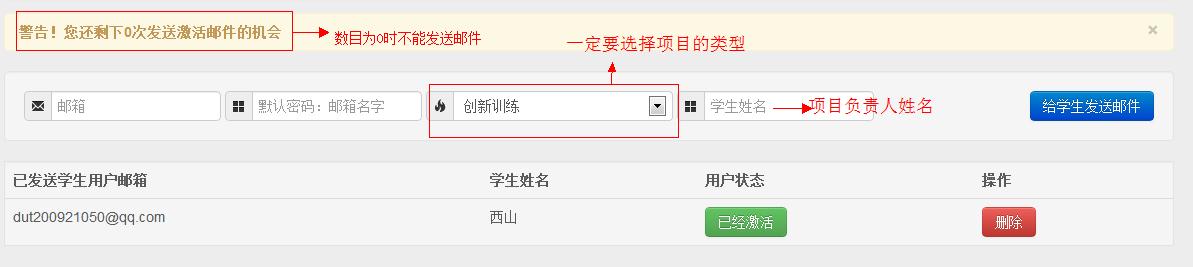 警告！您还剩下0次发送激活邮件的机会
数目为0时不能发送邮件
×
一定要选择项目的类型
邮箱
默认密码：邮箱名字
创新训练
学生姓名
项目负责人姓名
给学生发送邮件
已发送学生用户邮箱 学生姓名 用户状态 操作
dut200921050@qq.com 西山 已经激活 删除